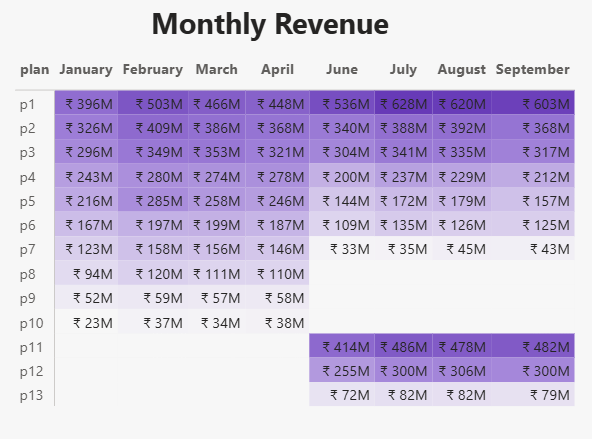 Monthly Revenue
plan January February March April June July August September
p1 ₹ 396M ₹ 503M ₹ 466M ₹ 448M ₹ 536M ₹ 628M ₹ 620M ₹ 603M
p2 ₹ 326M ₹ 409M ₹ 386M ₹ 368M ₹ 340M ₹ 388M ₹ 392M ₹ 368M
p3 ₹ 296M ₹ 349M ₹ 353M ₹ 321M ₹ 304M ₹ 341M ₹ 335M ₹ 317M
p4 ₹ 243M ₹ 280M ₹ 274M ₹ 278M ₹ 200M ₹ 237M ₹ 229M ₹ 212M
p5 ₹ 216M ₹ 285M ₹ 258M ₹ 246M ₹ 144M ₹ 172M ₹ 179M ₹ 157M
p6 ₹ 167M ₹ 197M ₹ 199M ₹ 187M ₹ 109M ₹ 135M ₹ 126M ₹ 125M
p7 ₹ 123M ₹ 158M ₹ 156M ₹ 146M ₹ 33M ₹ 35M ₹ 45M ₹ 43M
p8 ₹ 94M ₹ 120M ₹ 111M ₹ 110M
p9 ₹ 52M ₹ 59M ₹ 57M ₹ 58M
p10 ₹ 23M ₹ 37M ₹ 34M ₹ 38M
p11 ₹ 414M ₹ 486M ₹ 478M ₹ 482M
p12 ₹ 255M ₹ 300M ₹ 306M ₹ 300M
p13 ₹ 72M ₹ 82M ₹ 82M ₹ 79M